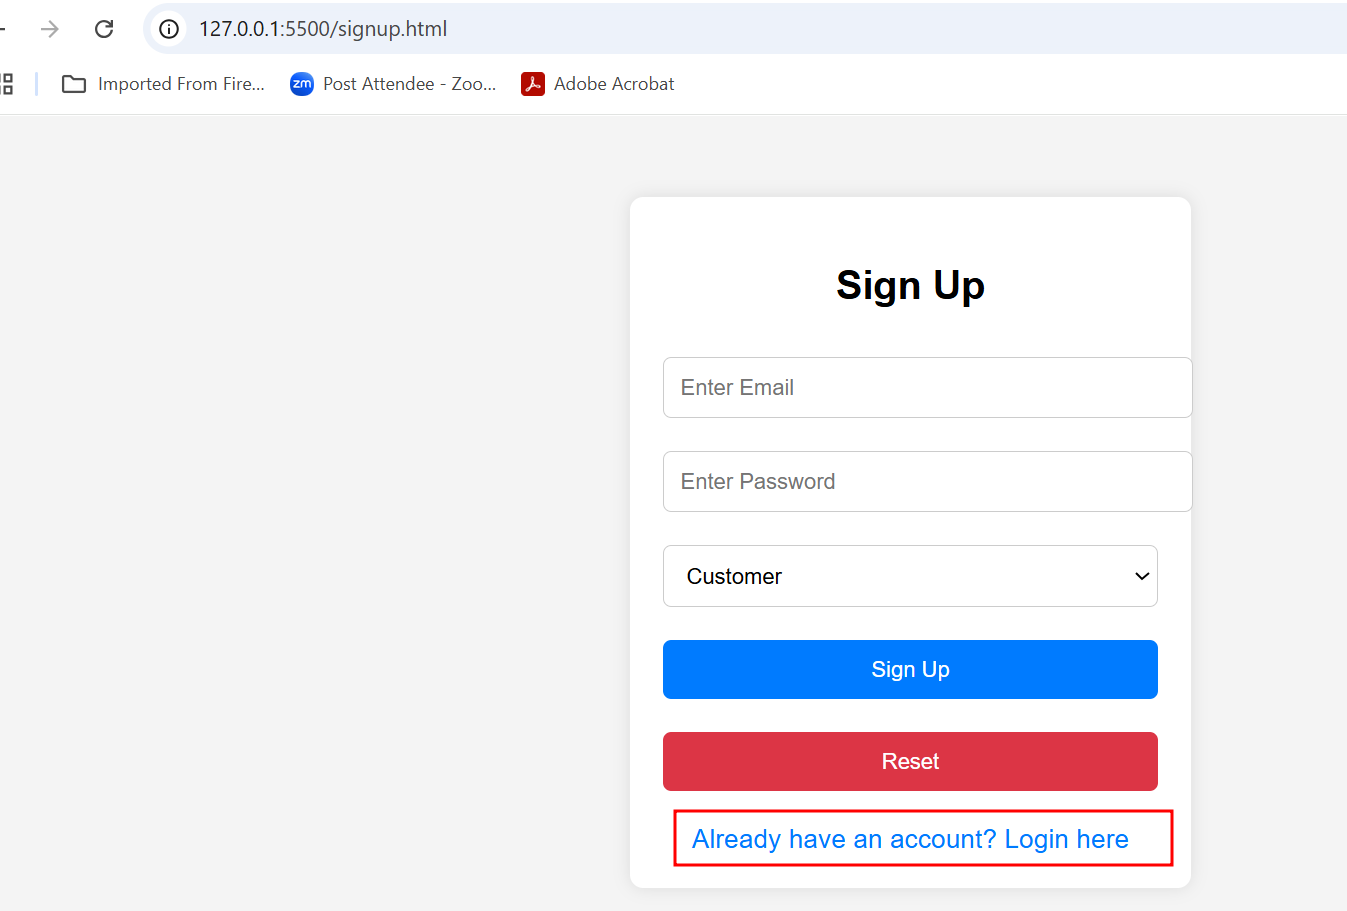 127.0.0.1:5500/signup.html
Imported From Fire... zm Post Attendee - Zoo... Adobe Acrobat
Sign Up
Enter Email
Enter Password
Customer
Sign Up
Reset
Already have an account? Login here